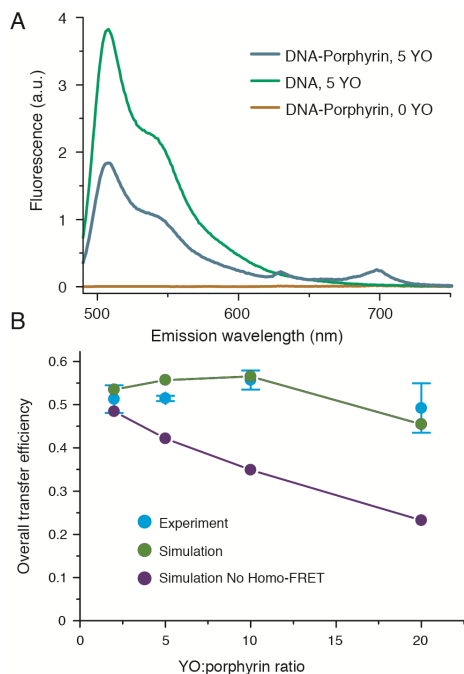 A
4
3
2
1
0
Fluorescence (a.u.)
DNA-Porphyrin, 5 YO
DNA, 5 YO
DNA-Porphyrin, 0 YO
500
600
700
Emission wavelength (nm)
B
0.6
0.5
0.4
0.3
0.2
0.1
0
Overall transfer efficiency
Experiment
Simulation
Simulation No Homo-FRET
0
5
10
15
20
YO:porphyrin ratio